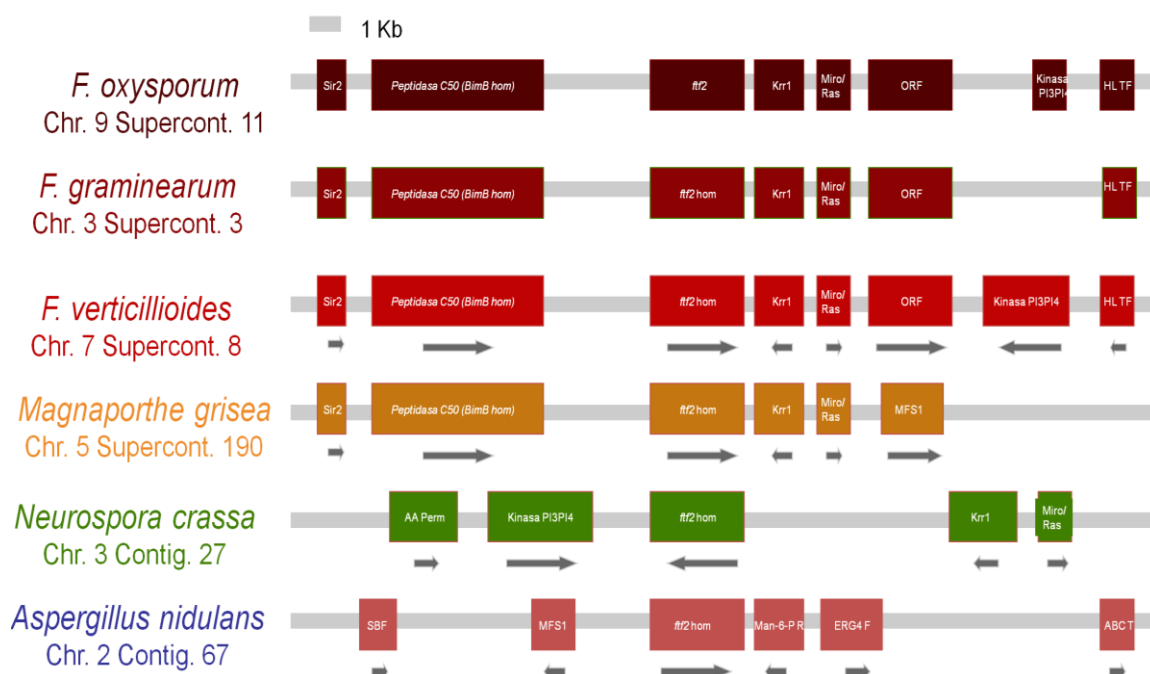 1 Kb
F. oxysporum
Chr. 9 Supercont. 11
Sir2 Peptidasa C50 (BimB hom) ftf2 Krr1 Miro/ Ras ORF Kinasa PI3PI4 HL TF
F. graminearum
Chr. 3 Supercont. 3
Sir2 Peptidasa C50 (BimB hom) ftf2 hom Krr1 Miro/ Ras ORF HL TF
F. verticillioides
Chr. 7 Supercont. 8
Sir2 Peptidasa C50 (BimB hom) ftf2 hom Krr1 Miro/ Ras ORF Kinasa PI3PI4 HL TF
Magnaporthe grisea
Chr. 5 Supercont. 190
Sir2 Peptidasa C50 (BimB hom) ftf2 hom Krr1 Miro/ Ras MFS1
Neurospora crassa
Chr. 3 Contig. 27
AA Perm Kinasa PI3PI4 ftf2 hom Krr1 Miro/ Ras
Aspergillus nidulans
Chr. 2 Contig. 67
SBF MFS1 ftf2 hom Man-6-P R ERG4 F ABC T